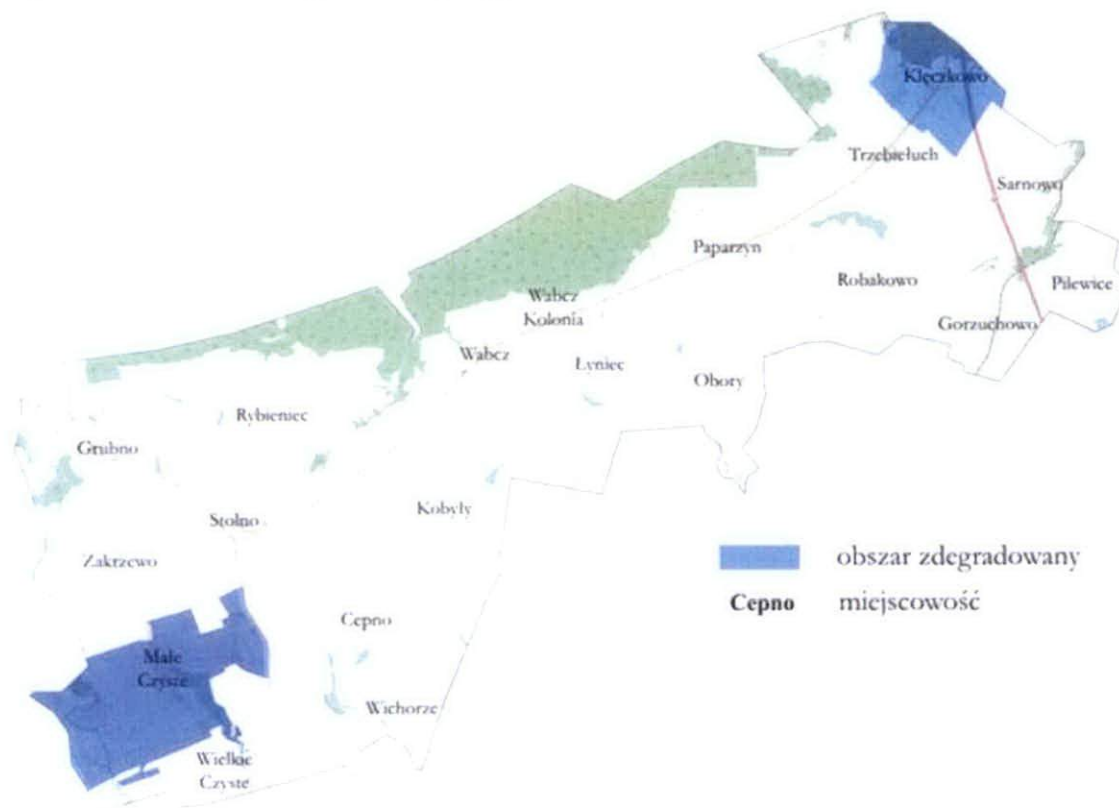 Klęczkowo
Trzebiełuch
Sarnowo
Paparzyn
Robakowo
Pilewice
Wabcz
Kolonia
Gorzuchowo
Wabcz
Łyniec
Obory
Rybieniec
Grubno
Kobyły
Stolno
Zakrzewo
obszar zdegradowany
Cepno miejscowość
Cepno
Małe
Czyste
Wichorze
Wielkie
Czyste